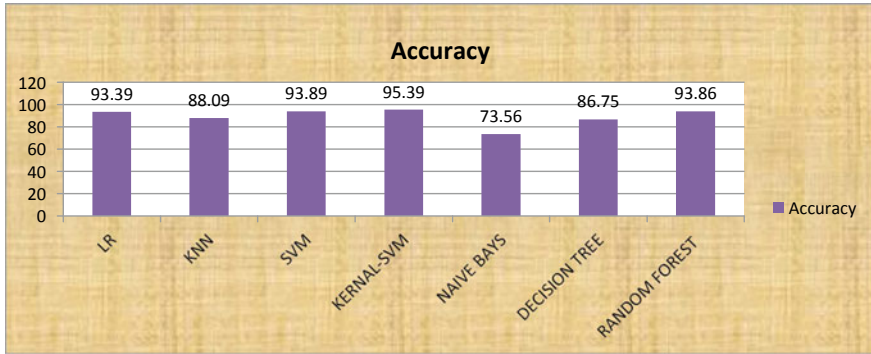 Accuracy
120
100
80
60
40
20
0
93.39
88.09
93.89
95.39
73.56
86.75
93.86
LR
KNN
SVM
KERNAL-SVM
NAIVE BAYS
DECISION TREE
RANDOM FOREST
Accuracy